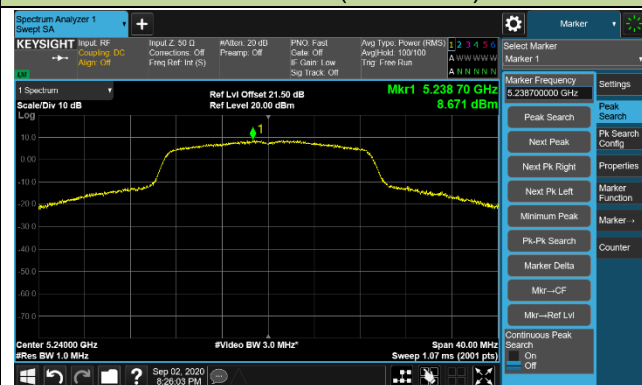 Spectrum Analyzer 1
Swept SA
Marker
KEYSIGHT
Input: RF
Coupling: DC
Align: Off
Input Z: 50 Ω
Corrections: Off
Freq Ref: Int (S)
#Atten: 20 dB
Preamp: Off
PNO: Fast
Gate: Off
IF Gain: Low
Sig Track: Off
Avg Type: Power (RMS)
Avg|Hold: 100/100
Trig: Free Run
1 2 3 4 5 6
A W W W W W
A N N N N N
LNI
Select Marker
Marker 1
1 Spectrum
Scale/Div 10 dB
Log
Ref Lvl Offset 21.50 dB
Ref Level 20.00 dBm
Mkr1 5.238 70 GHz
8.671 dBm
1
10.0
0.00
-10.0
-20.0
-30.0
-40.0
-50.0
-60.0
-70.0
Center 5.24000 GHz
#Res BW 1.0 MHz
#Video BW 3.0 MHz*
Span 40.00 MHz
Sweep 1.07 ms (2001 pts)
Marker Frequency
5.238700000 GHz
Peak Search
Next Peak
Next Pk Right
Next Pk Left
Minimum Peak
Pk-Pk Search
Marker Delta
Mkr→CF
Mkr→Ref Lvl
Continuous Peak
Search
On
Off
Settings
Peak
Search
Pk Search
Config
Properties
Marker
Function
Marker→
Counter
Sep 02, 2020
8:26:03 PM